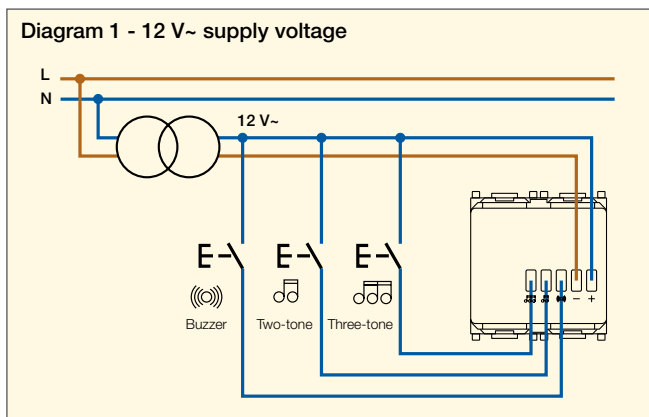 Diagram 1 - 12 V~ supply voltage
L
N
12 V~
Buzzer
Two-tone
Three-tone
− +